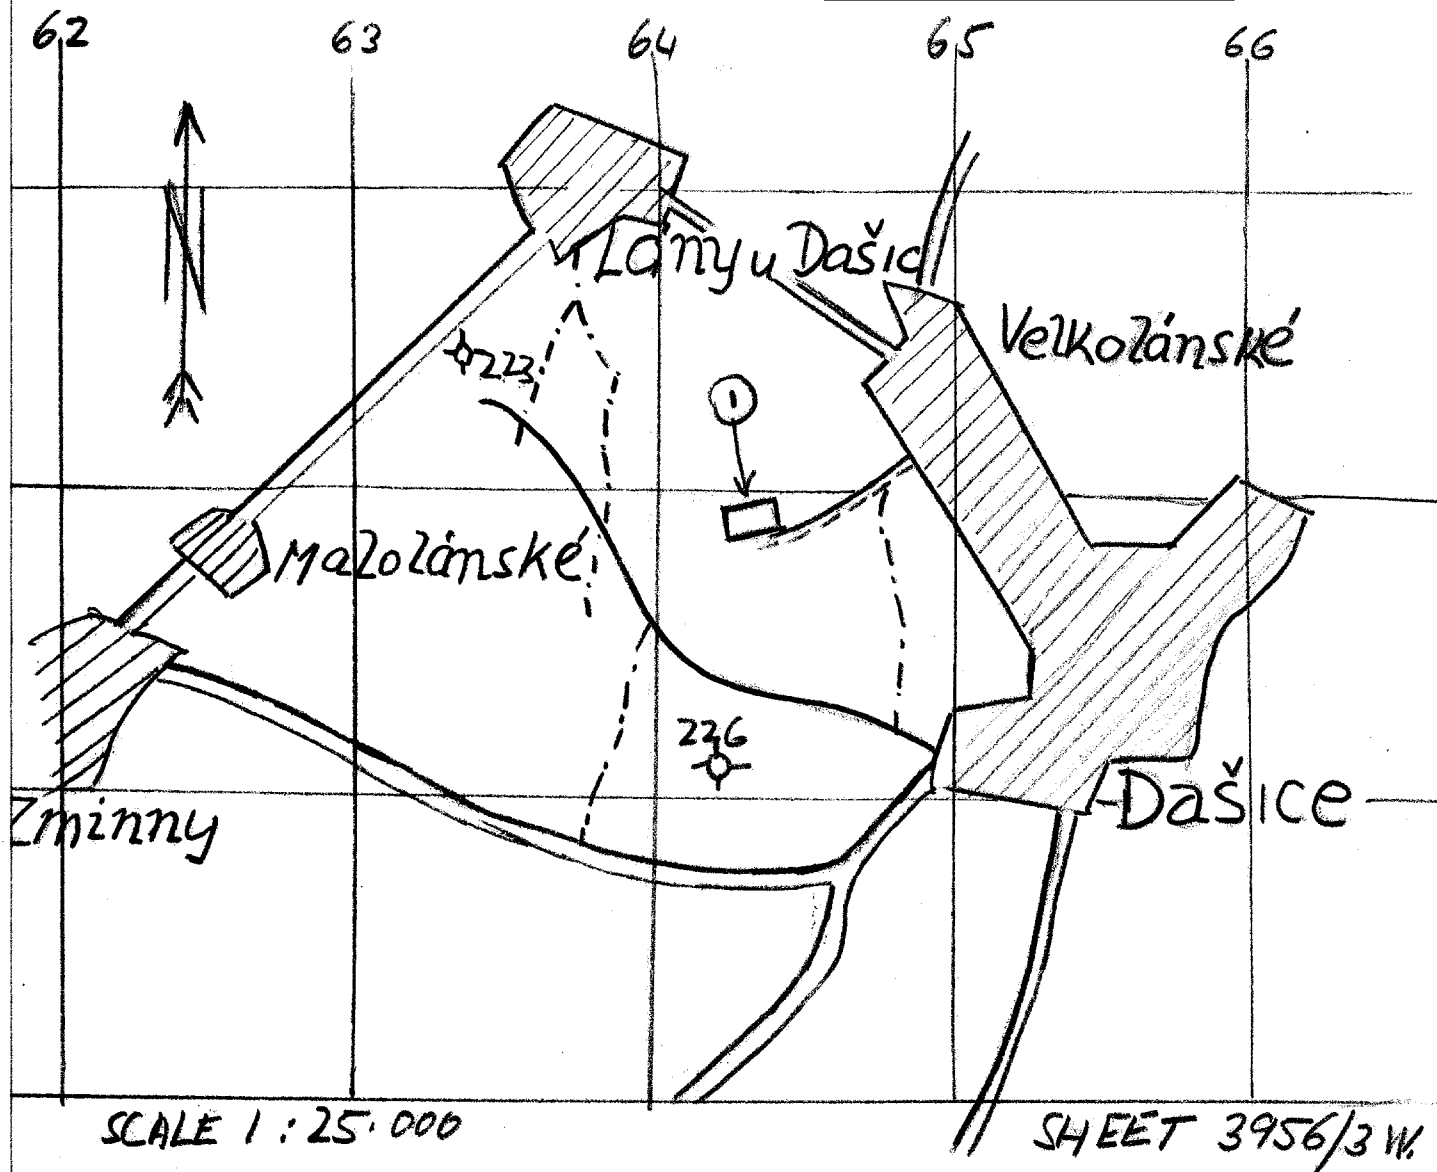 62 63 64 65 66
N
Lány u Dašic
Velkolánské
223
1
Malolánské
226
Zminny
Dašice
SCALE 1:25.000
SHEET 3956/3 W.